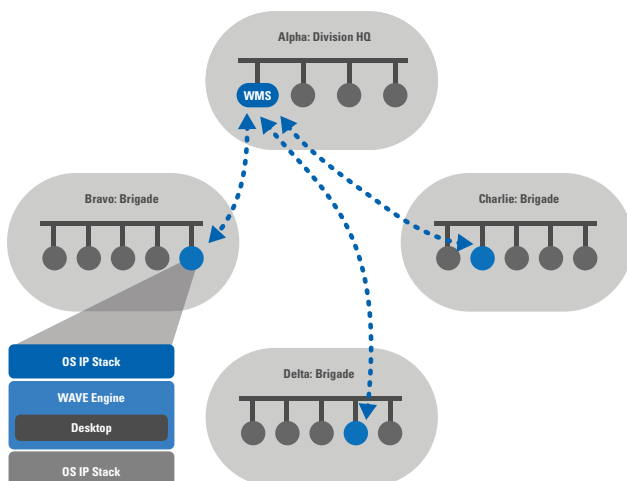 Alpha: Division HQ
WMS
Bravo: Brigade
Charlie: Brigade
Delta: Brigade
OS IP Stack
WAVE Engine
Desktop
OS IP Stack